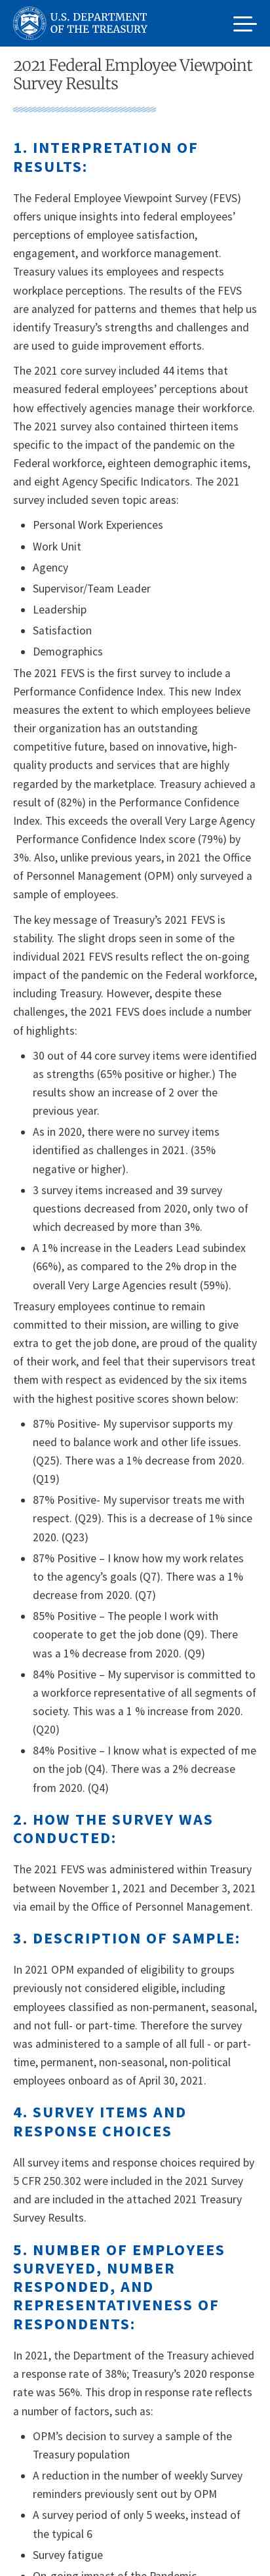 U.S. DEPARTMENT
OF THE TREASURY
2021 Federal Employee Viewpoint
Survey Results
1. INTERPRETATION OF
RESULTS:
The Federal Employee Viewpoint Survey (FEVS)
offers unique insights into federal employees’
perceptions of employee satisfaction,
engagement, and workforce management.
Treasury values its employees and respects
workplace perceptions. The results of the FEVS
are analyzed for patterns and themes that help us
identify Treasury’s strengths and challenges and
are used to guide improvement efforts.
The 2021 core survey included 44 items that
measured federal employees’ perceptions about
how effectively agencies manage their workforce.
The 2021 survey also contained thirteen items
specific to the impact of the pandemic on the
Federal workforce, eighteen demographic items,
and eight Agency Specific Indicators. The 2021
survey included seven topic areas:
• Personal Work Experiences
• Work Unit
• Agency
• Supervisor/Team Leader
• Leadership
• Satisfaction
• Demographics
The 2021 FEVS is the first survey to include a
Performance Confidence Index. This new Index
measures the extent to which employees believe
their organization has an outstanding
competitive future, based on innovative, high-
quality products and services that are highly
regarded by the marketplace. Treasury achieved a
result of (82%) in the Performance Confidence
Index. This exceeds the overall Very Large Agency
Performance Confidence Index score (79%) by
3%. Also, unlike previous years, in 2021 the Office
of Personnel Management (OPM) only surveyed a
sample of employees.
The key message of Treasury’s 2021 FEVS is
stability. The slight drops seen in some of the
individual 2021 FEVS results reflect the on-going
impact of the pandemic on the Federal workforce,
including Treasury. However, despite these
challenges, the 2021 FEVS does include a number
of highlights:
• 30 out of 44 core survey items were identified
as strengths (65% positive or higher.) The
results show an increase of 2 over the
previous year.
• As in 2020, there were no survey items
identified as challenges in 2021. (35%
negative or higher).
• 3 survey items increased and 39 survey
questions decreased from 2020, only two of
which decreased by more than 3%.
• A 1% increase in the Leaders Lead subindex
(66%), as compared to the 2% drop in the
overall Very Large Agencies result (59%).
Treasury employees continue to remain
committed to their mission, are willing to give
extra to get the job done, are proud of the quality
of their work, and feel that their supervisors treat
them with respect as evidenced by the six items
with the highest positive scores shown below:
• 87% Positive- My supervisor supports my
need to balance work and other life issues.
(Q25). There was a 1% decrease from 2020.
(Q19)
• 87% Positive- My supervisor treats me with
respect. (Q29). This is a decrease of 1% since
2020. (Q23)
• 87% Positive – I know how my work relates
to the agency’s goals (Q7). There was a 1%
decrease from 2020. (Q7)
• 85% Positive – The people I work with
cooperate to get the job done (Q9). There
was a 1% decrease from 2020. (Q9)
• 84% Positive – My supervisor is committed to
a workforce representative of all segments of
society. This was a 1 % increase from 2020.
(Q20)
• 84% Positive – I know what is expected of me
on the job (Q4). There was a 2% decrease
from 2020. (Q4)
2. HOW THE SURVEY WAS
CONDUCTED:
The 2021 FEVS was administered within Treasury
between November 1, 2021 and December 3, 2021
via email by the Office of Personnel Management.
3. DESCRIPTION OF SAMPLE:
In 2021 OPM expanded of eligibility to groups
previously not considered eligible, including
employees classified as non-permanent, seasonal,
and not full- or part-time. Therefore the survey
was administered to a sample of all full - or part-
time, permanent, non-seasonal, non-political
employees onboard as of April 30, 2021.
4. SURVEY ITEMS AND
RESPONSE CHOICES
All survey items and response choices required by
5 CFR 250.302 were included in the 2021 Survey
and are included in the attached 2021 Treasury
Survey Results.
5. NUMBER OF EMPLOYEES
SURVEYED, NUMBER
RESPONDED, AND
REPRESENTATIVENESS OF
RESPONDENTS:
In 2021, the Department of the Treasury achieved
a response rate of 38%; Treasury’s 2020 response
rate was 56%. This drop in response rate reflects
a number of factors, such as:
• OPM’s decision to survey a sample of the
Treasury population
• A reduction in the number of weekly Survey
reminders previously sent out by OPM
• A survey period of only 5 weeks, instead of
the typical 6
• Survey fatigue
• On-going impact of the Pandemic